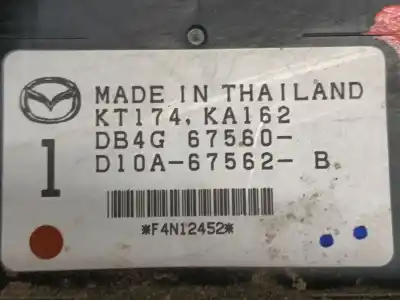 MADE IN THAILAND
KT174, KA162
DB4G 67560-
1 D10A-67562- B
*F4N12452*